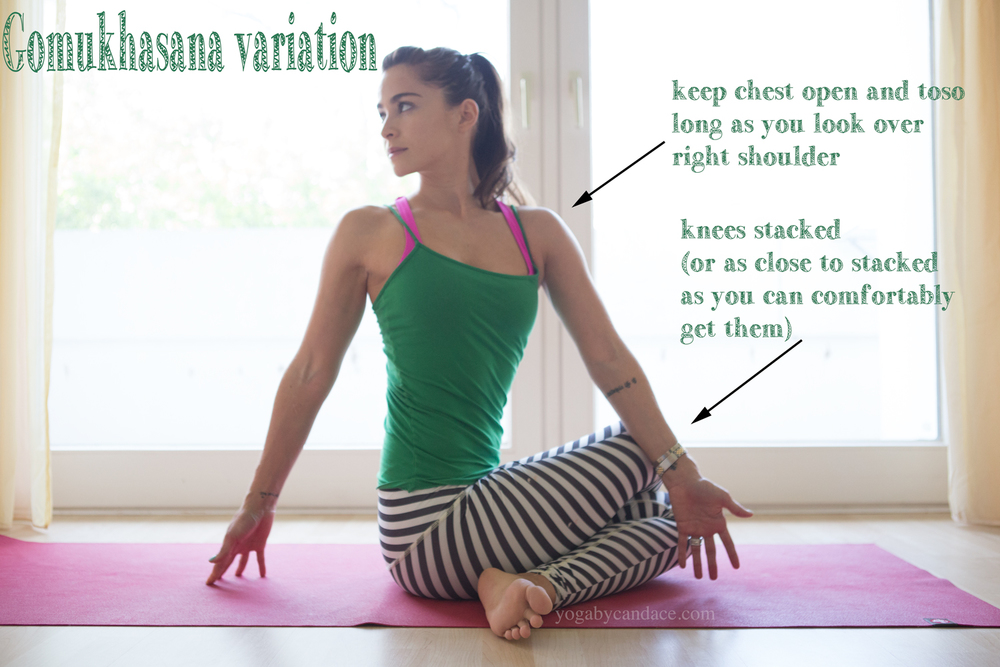 Gomukhasana variation
keep chest open and toso
long as you look over
right shoulder
knees stacked
(or as close to stacked
as you can comfortably
get them)
yogabycandace.com